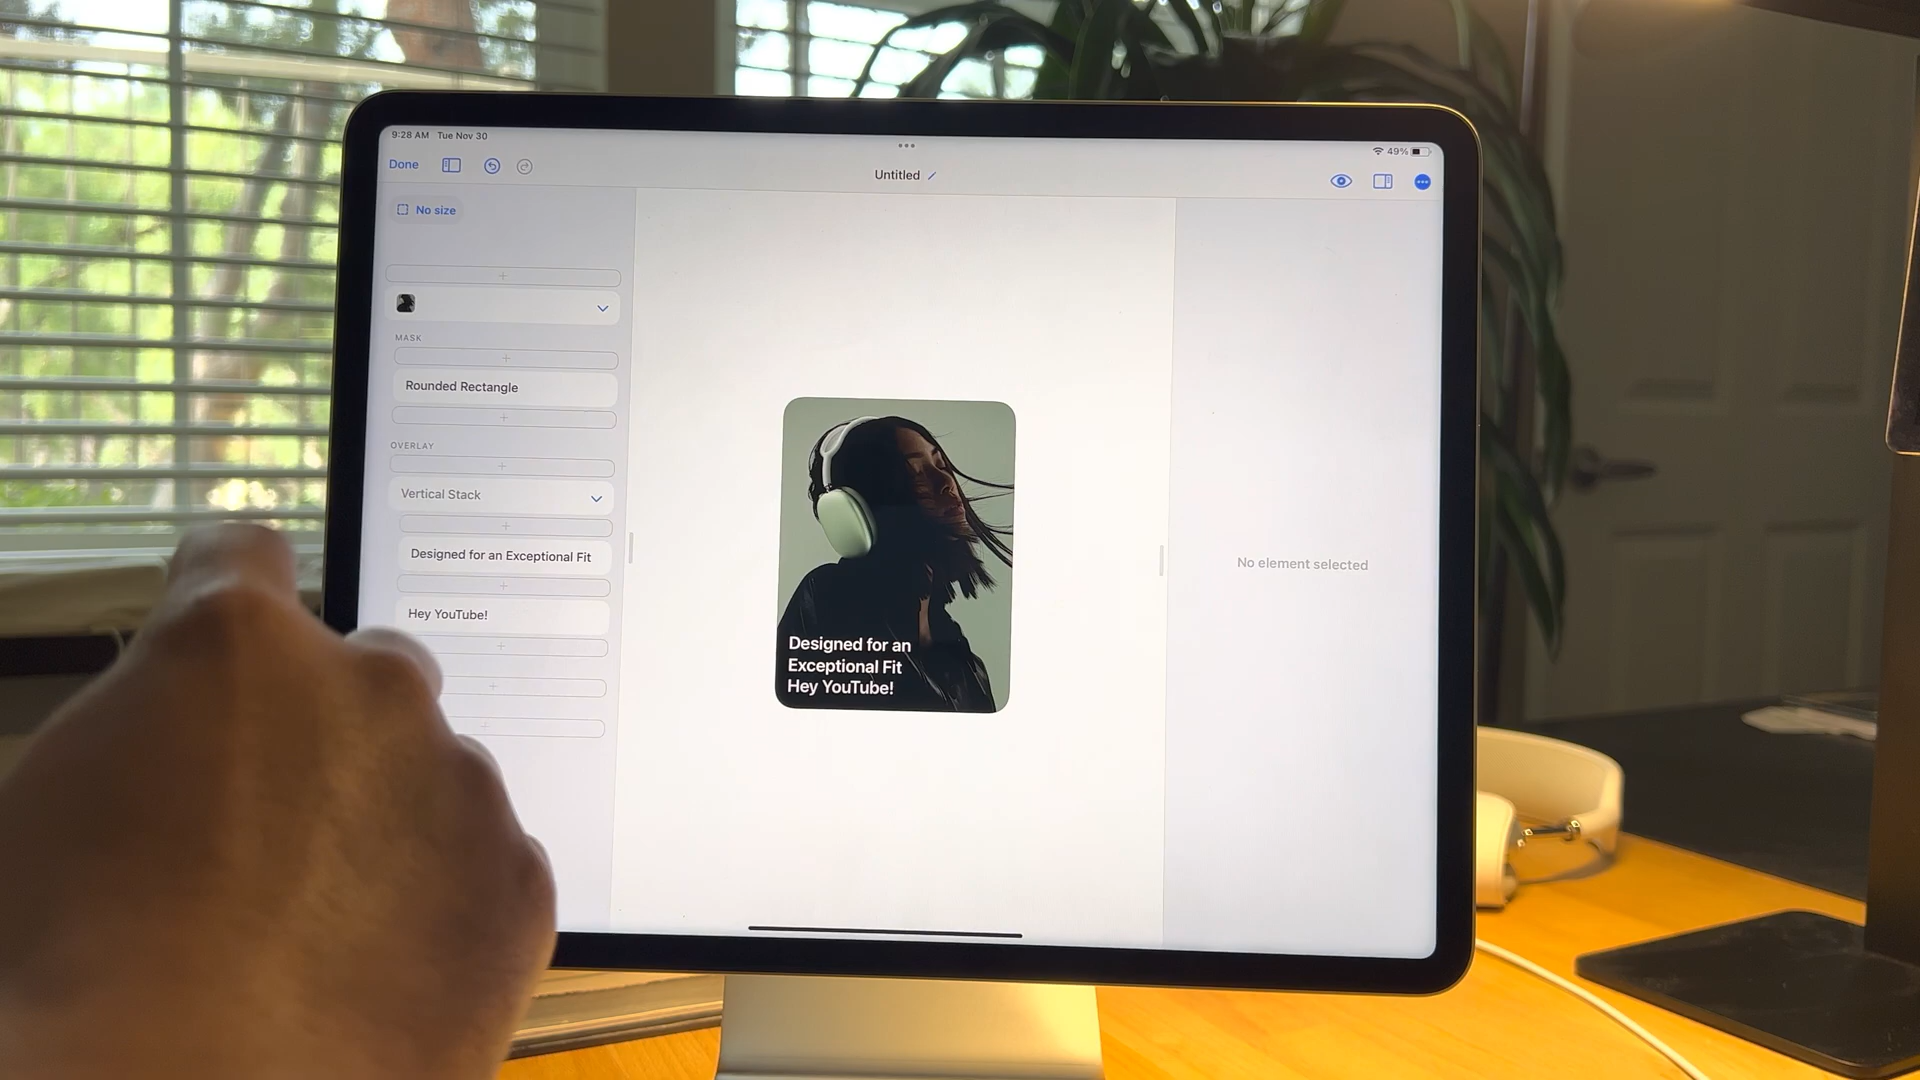 9:28 AM Tue Nov 30
49%
Done
Untitled
No size
MASK
Rounded Rectangle
OVERLAY
Vertical Stack
Designed for an Exceptional Fit
Hey YouTube!
Designed for an
Exceptional Fit
Hey YouTube!
No element selected